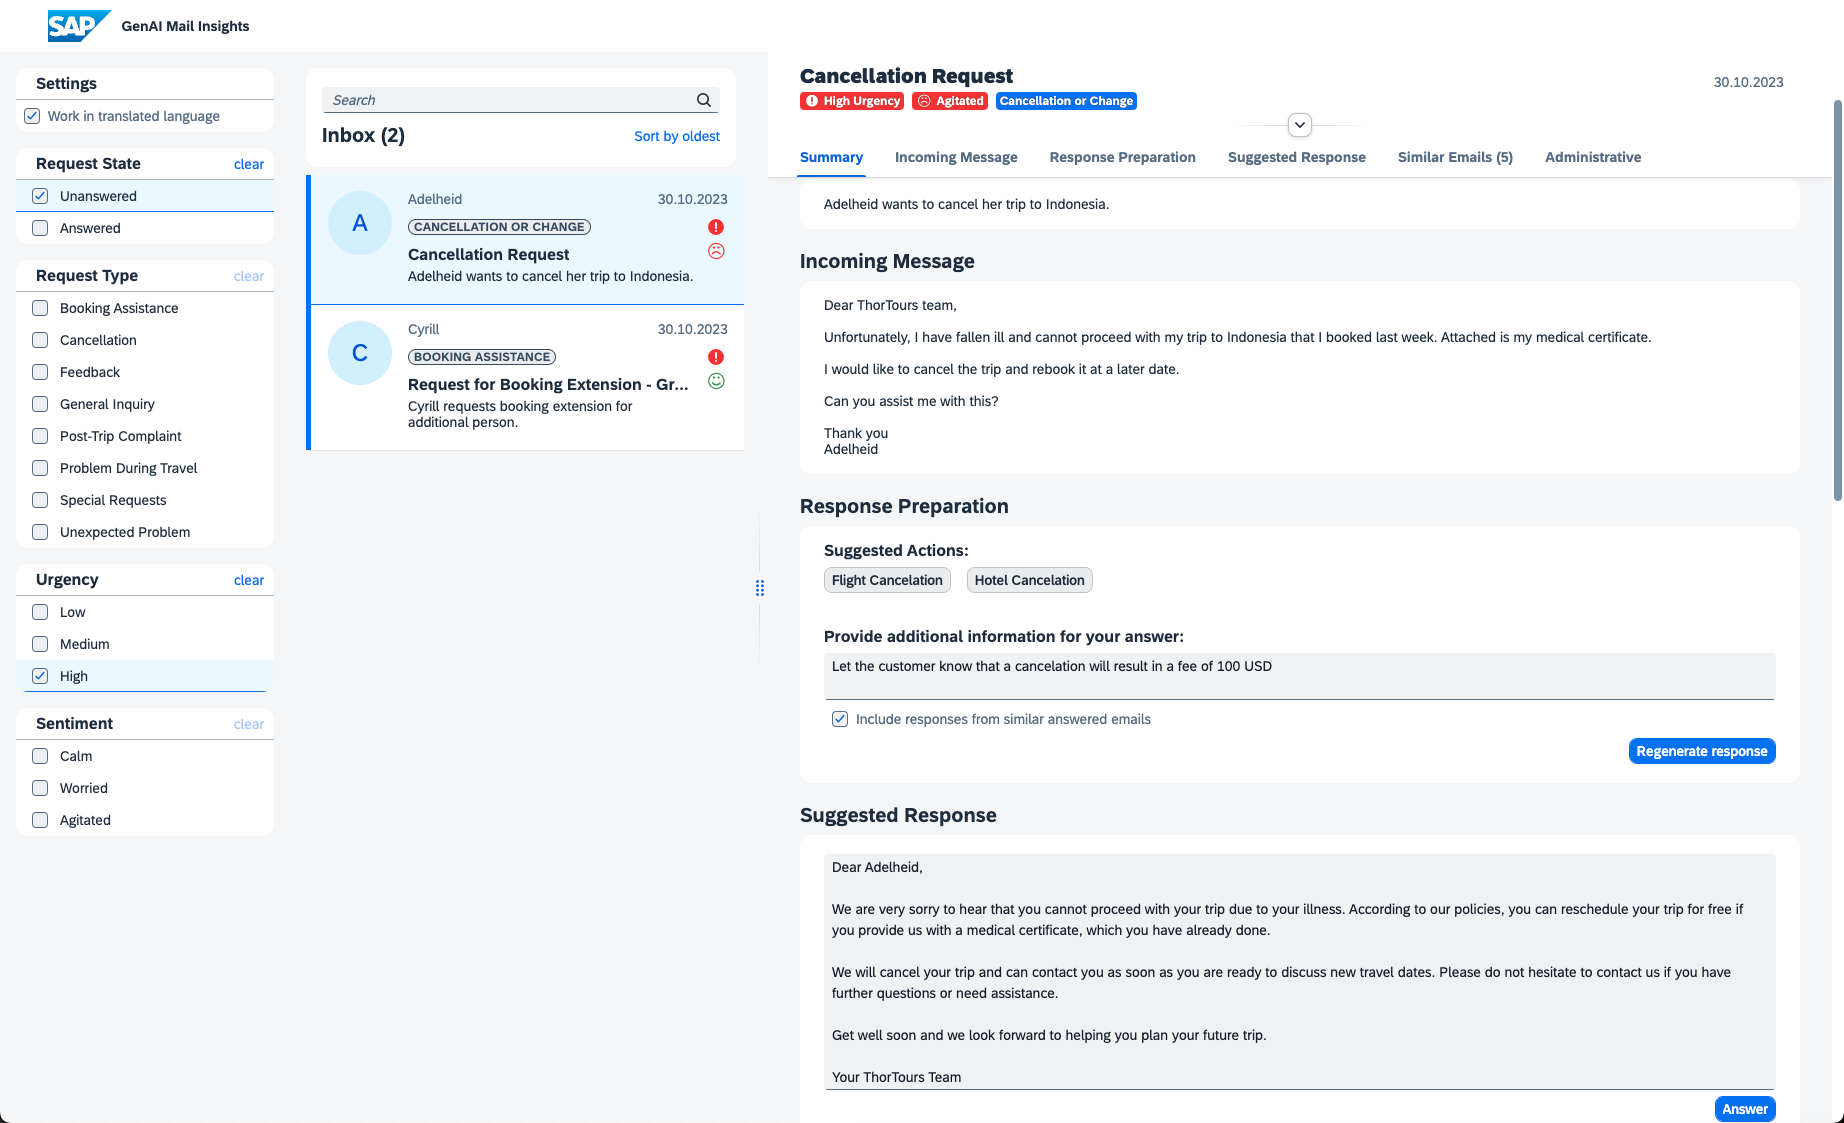 SAP
GenAI Mail Insights
Settings
Work in translated language
Request State
clear
Unanswered
Answered
Request Type
clear
Booking Assistance
Cancellation
Feedback
General Inquiry
Post-Trip Complaint
Problem During Travel
Special Requests
Unexpected Problem
Urgency
clear
Low
Medium
High
Sentiment
clear
Calm
Worried
Agitated
Search
Inbox (2)
Sort by oldest
A
Adelheid
30.10.2023
CANCELLATION OR CHANGE
Cancellation Request
Adelheid wants to cancel her trip to Indonesia.
C
Cyrill
30.10.2023
BOOKING ASSISTANCE
Request for Booking Extension - Gr...
Cyrill requests booking extension for
additional person.
Cancellation Request
30.10.2023
High Urgency
Agitated
Cancellation or Change
Summary
Incoming Message
Response Preparation
Suggested Response
Similar Emails (5)
Administrative
Adelheid wants to cancel her trip to Indonesia.
Incoming Message
Dear ThorTours team,
Unfortunately, I have fallen ill and cannot proceed with my trip to Indonesia that I booked last week. Attached is my medical certificate.
I would like to cancel the trip and rebook it at a later date.
Can you assist me with this?
Thank you
Adelheid
Response Preparation
Suggested Actions:
Flight Cancelation
Hotel Cancelation
Provide additional information for your answer:
Let the customer know that a cancelation will result in a fee of 100 USD
Include responses from similar answered emails
Regenerate response
Suggested Response
Dear Adelheid,
We are very sorry to hear that you cannot proceed with your trip due to your illness. According to our policies, you can reschedule your trip for free if
you provide us with a medical certificate, which you have already done.
We will cancel your trip and can contact you as soon as you are ready to discuss new travel dates. Please do not hesitate to contact us if you have
further questions or need assistance.
Get well soon and we look forward to helping you plan your future trip.
Your ThorTours Team
Answer